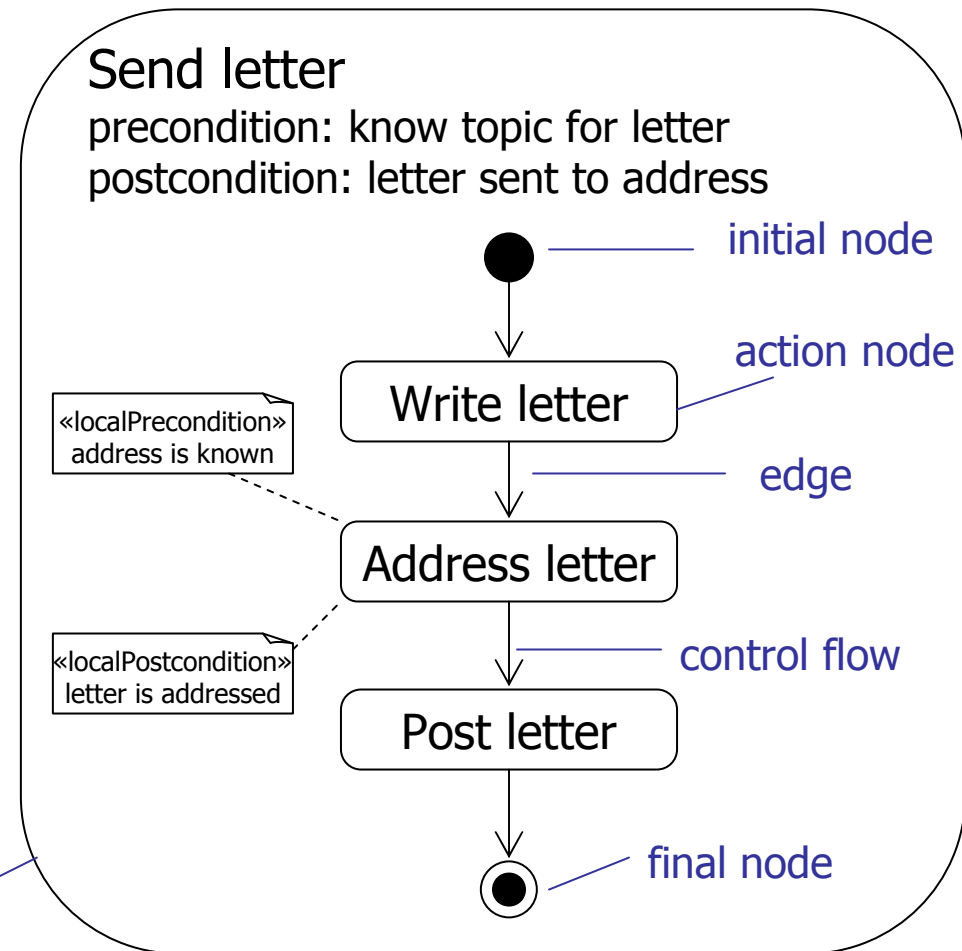 Send letter
precondition: know topic for letter
postcondition: letter sent to address
initial node
action node
Write letter
«localPrecondition»
address is known
edge
Address letter
control flow
«localPostcondition»
letter is addressed
Post letter
final node